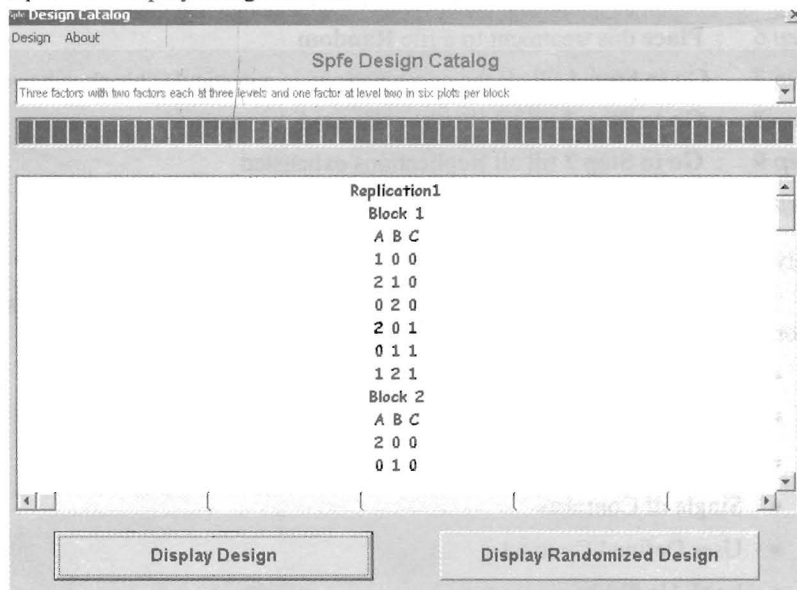 Spfe Design Catalog
Design About
Spfe Design Catalog
Three factors with two factors each at three levels and one factor at level two in six plots per block
Replication1
Block 1
A B C
1 0 0
2 1 0
0 2 0
2 0 1
0 1 1
1 2 1
Block 2
A B C
2 0 0
0 1 0
Display Design
Display Randomized Design